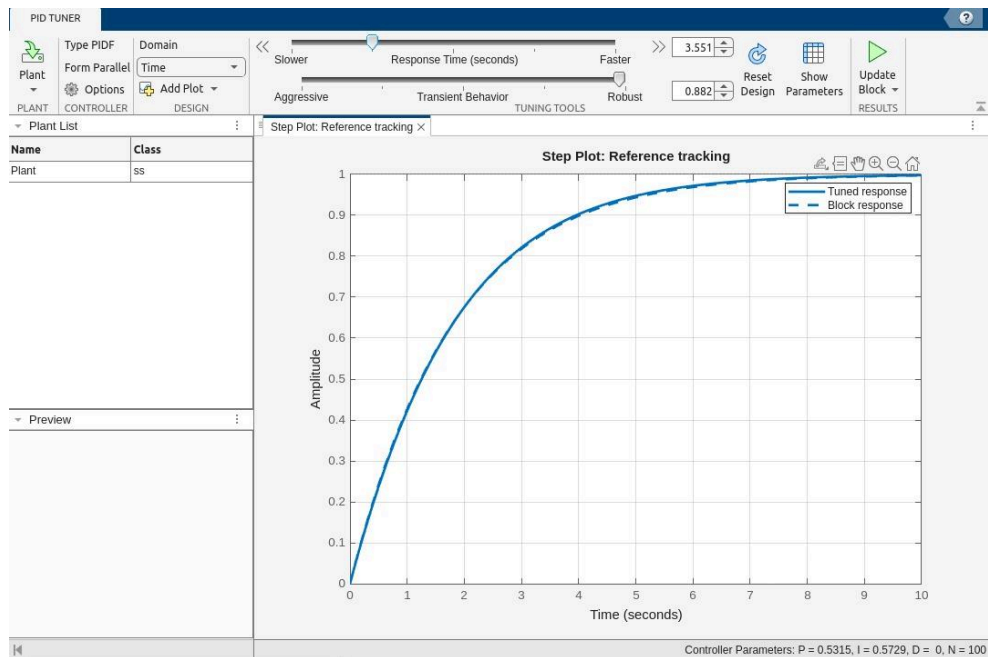 PID TUNER
?
Plant
PLANT
Type PIDF
Form Parallel
Options
CONTROLLER
Domain
Time
Add Plot
DESIGN
Slower
Response Time (seconds)
Faster
3.551
Aggressive
Transient Behavior
Robust
0.882
TUNING TOOLS
Reset
Design
Show
Parameters
Update
Block
RESULTS
Plant List
Name Class
Plant ss
Preview
Step Plot: Reference tracking ×
Step Plot: Reference tracking
Tuned response
Block response
Amplitude
1
0.9
0.8
0.7
0.6
0.5
0.4
0.3
0.2
0.1
0
0 1 2 3 4 5 6 7 8 9 10
Time (seconds)
Controller Parameters: P = 0.5315, I = 0.5729, D = 0, N = 100